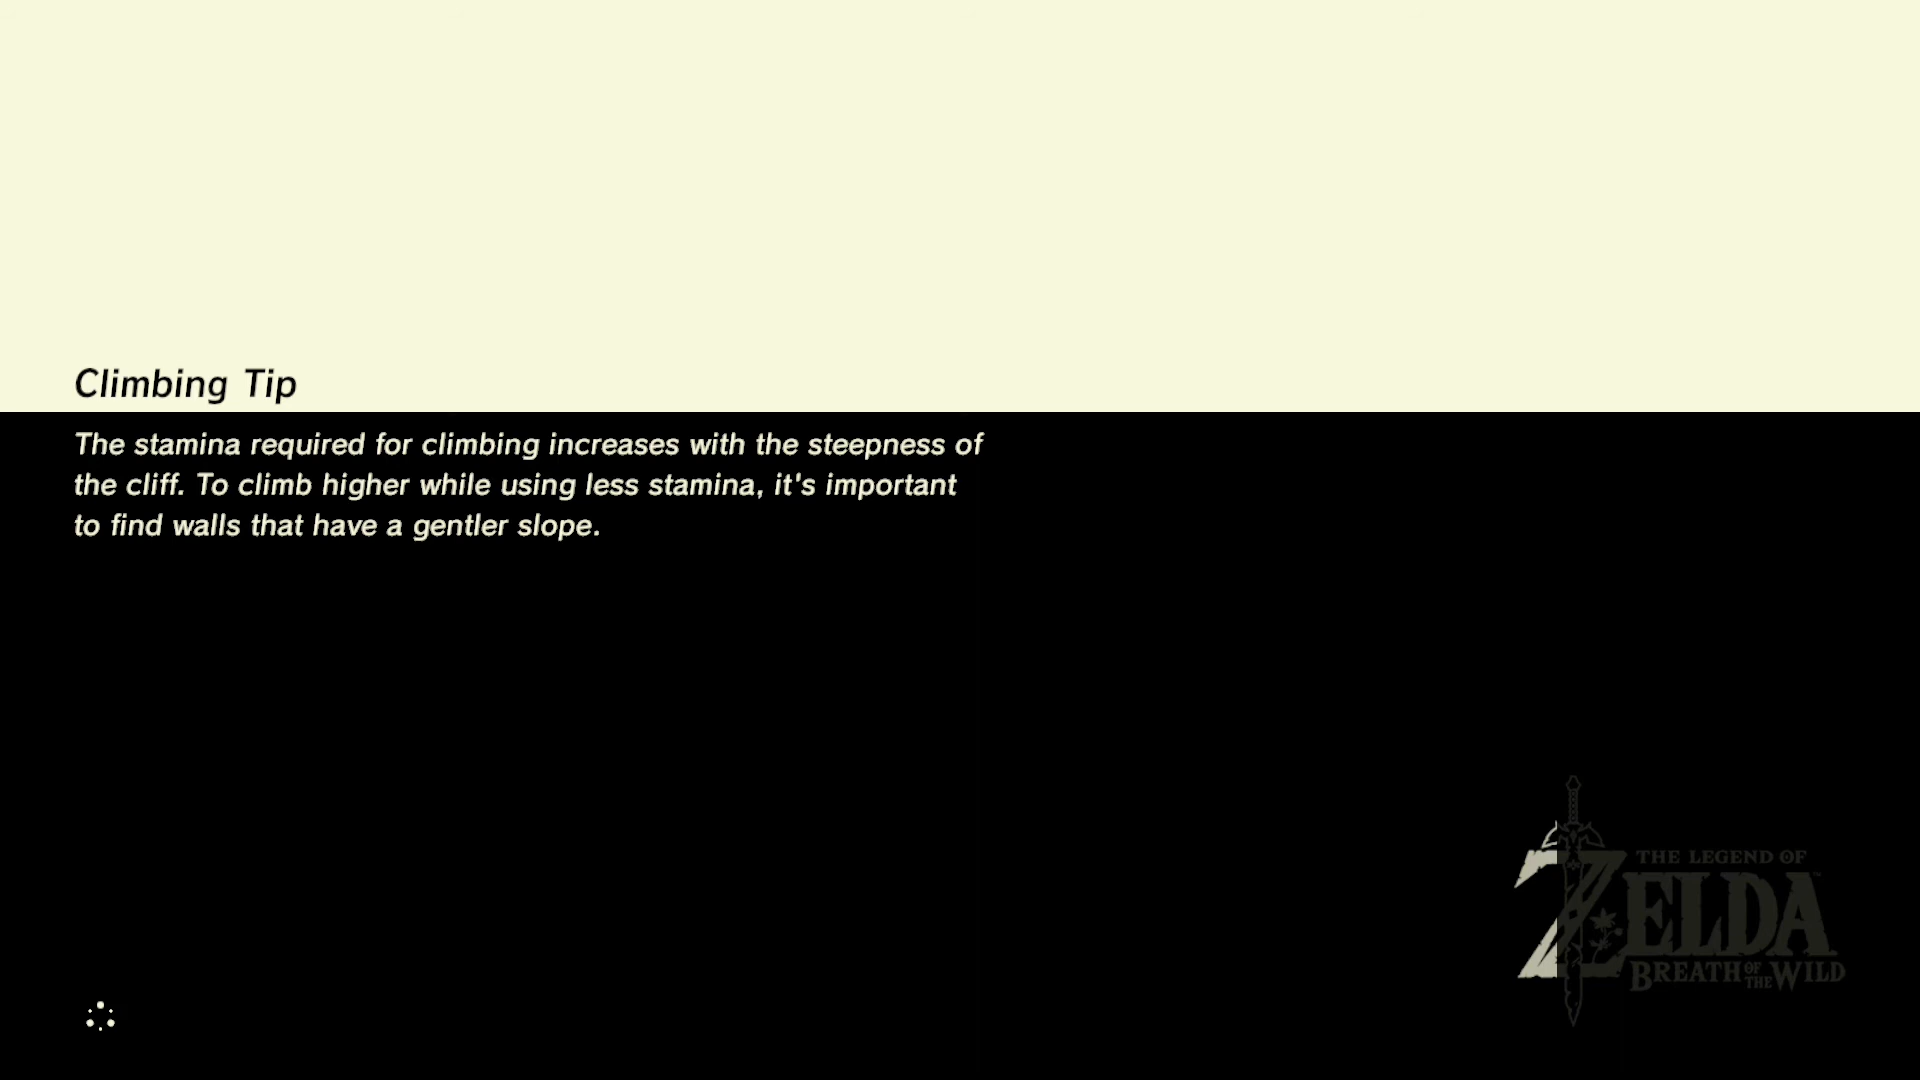 Climbing Tip
The stamina required for climbing increases with the steepness of
the cliff. To climb higher while using less stamina, it's important
to find walls that have a gentler slope.
THE LEGEND OF
ZELDA
BREATH OF THE WILD